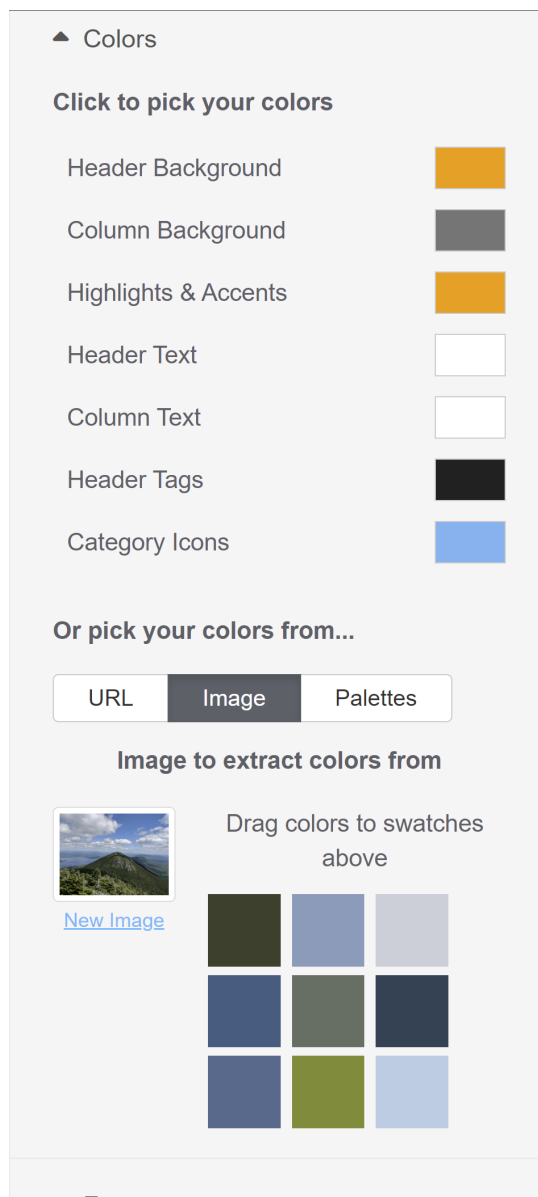 Colors
Click to pick your colors
Header Background
Column Background
Highlights & Accents
Header Text
Column Text
Header Tags
Category Icons
Or pick your colors from...
URL Image Palettes
Image to extract colors from
Drag colors to swatches
above
New Image